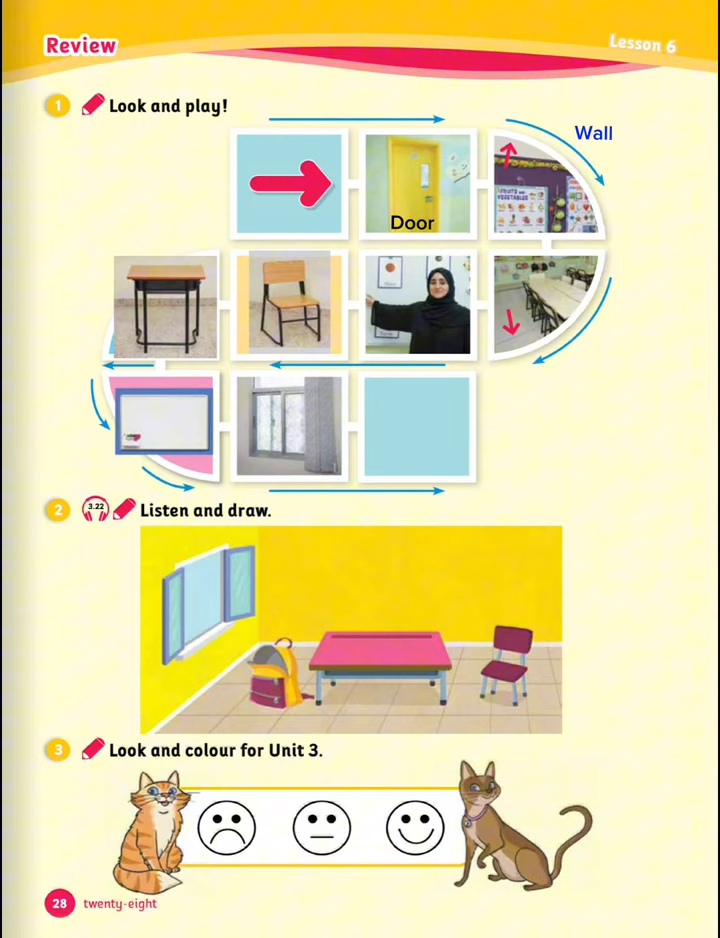 Review
Lesson 6
1 Look and play!
Wall
Door
FRUITS AND
VEGETABLES
2 3.22 Listen and draw.
3 Look and colour for Unit 3.
28 twenty-eight